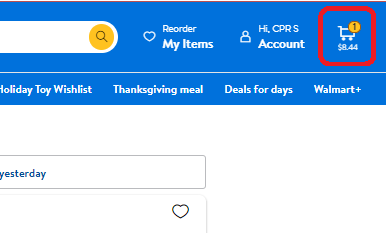 Reorder
My Items
Hi, CPR S
Account
1
$8.44
Holiday Toy Wishlist
Thanksgiving meal
Deals for days
Walmart+
yesterday